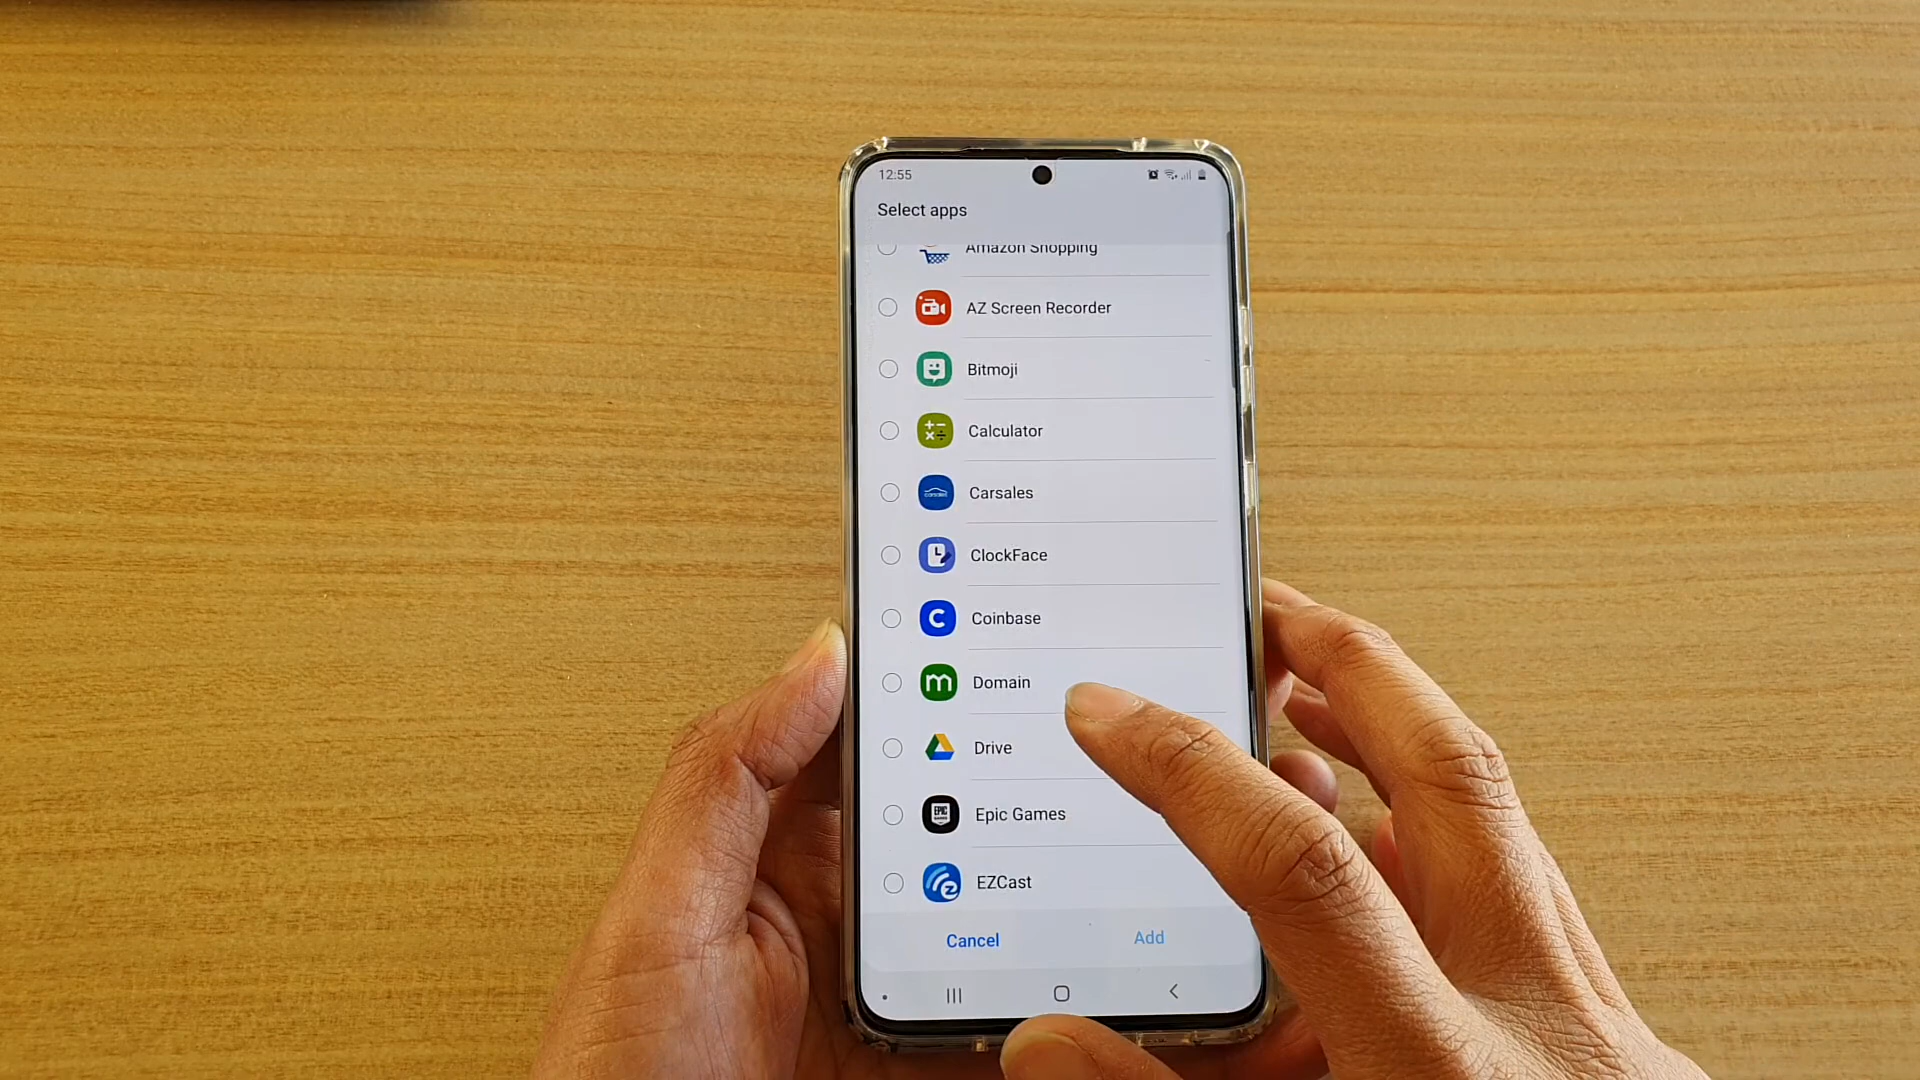 12:55
Select apps
Amazon Shopping
AZ Screen Recorder
Bitmoji
Calculator
Carsales
ClockFace
Coinbase
Domain
Drive
EPIC
Epic Games
EZCast
Cancel
Add